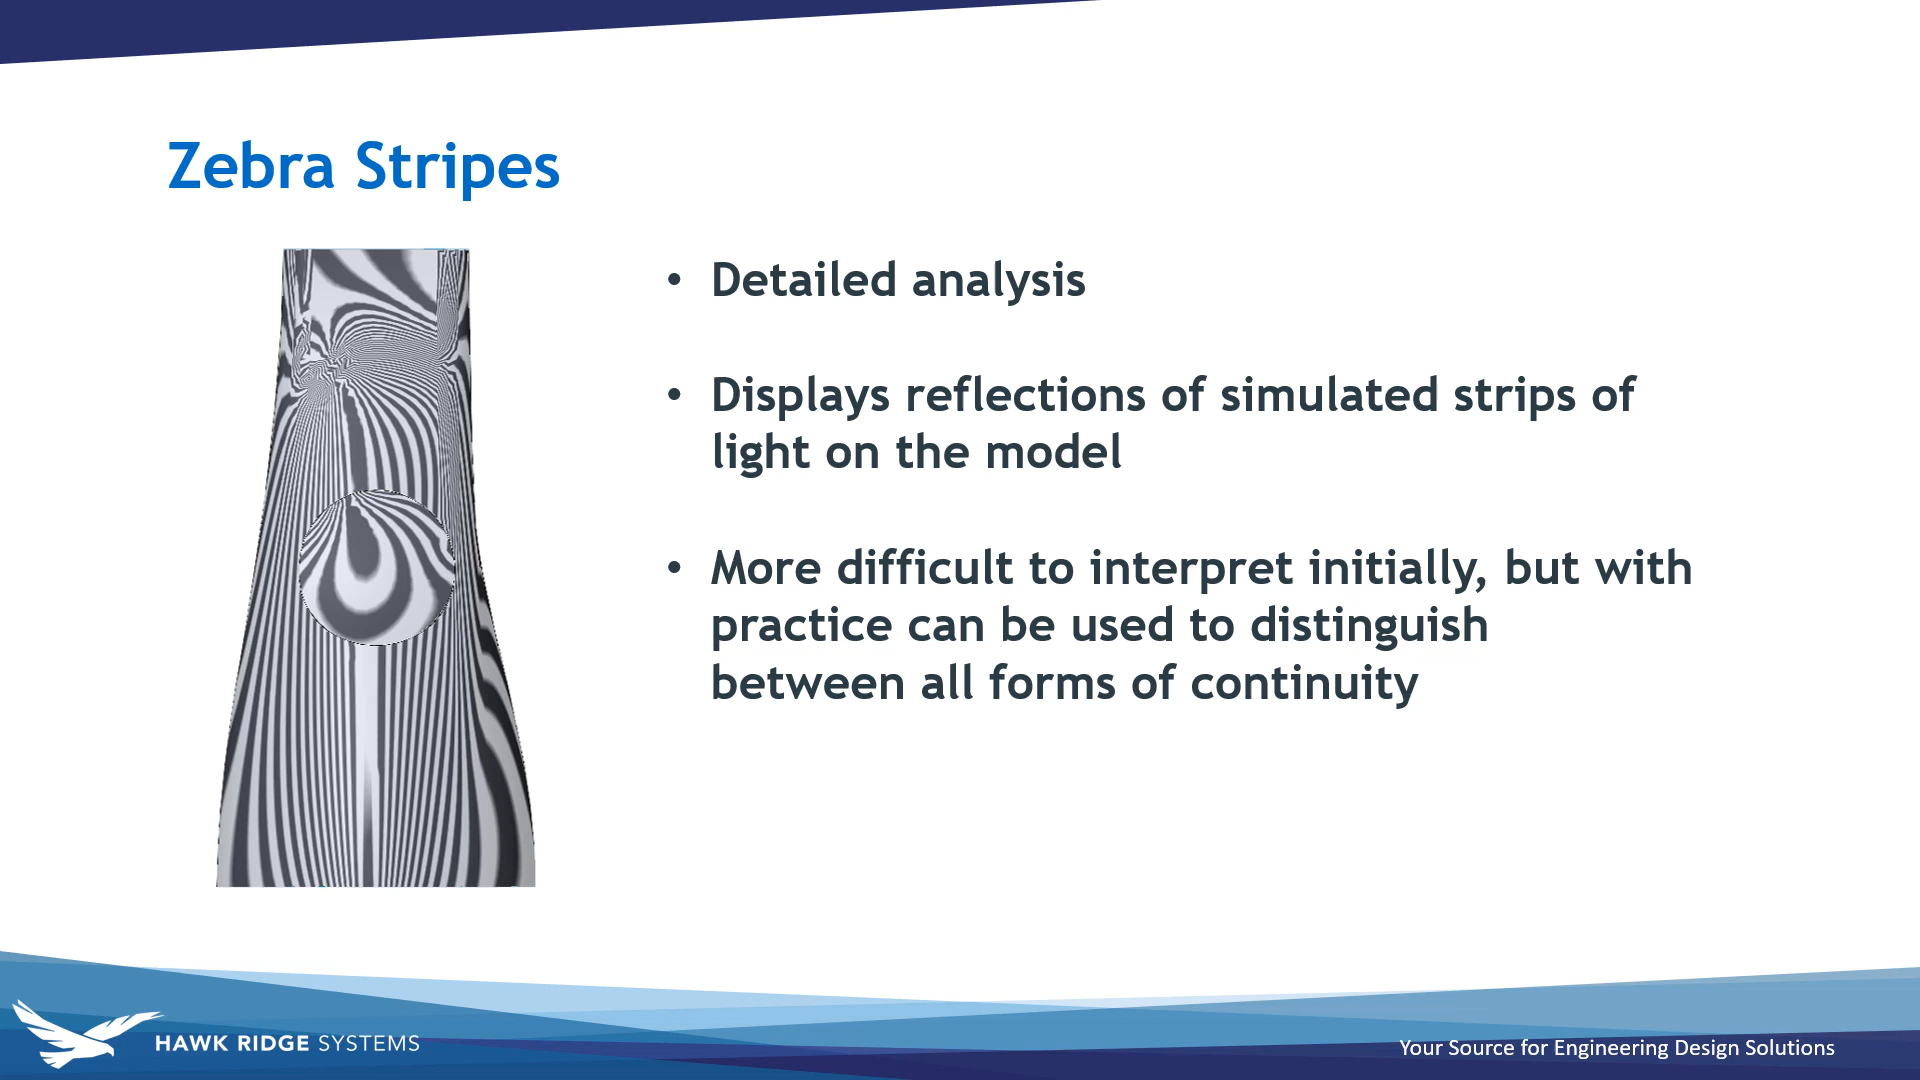 Zebra Stripes
• Detailed analysis
• Displays reflections of simulated strips of
light on the model
• More difficult to interpret initially, but with
practice can be used to distinguish
between all forms of continuity
HAWK RIDGE SYSTEMS
Your Source for Engineering Design Solutions